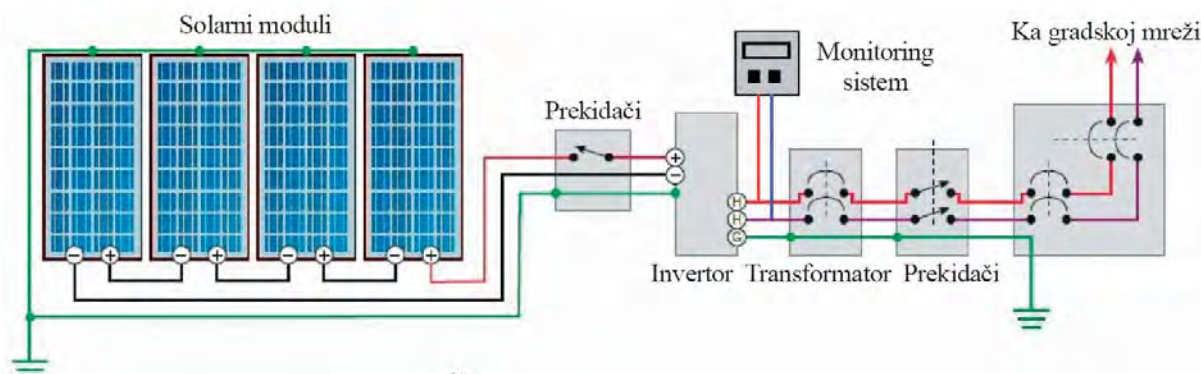 Solarni moduli
Ka gradskoj mreži
Monitoring
sistem
Prekidači
+
−
H
H
G
− + − + − + − +
Invertor Transformator Prekidači